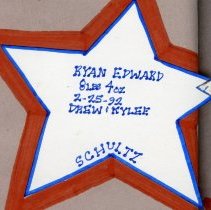 RYAN EDWARD
8LBS 4OZ
2-25-92
DREW & KYLEE
SCHULTZ